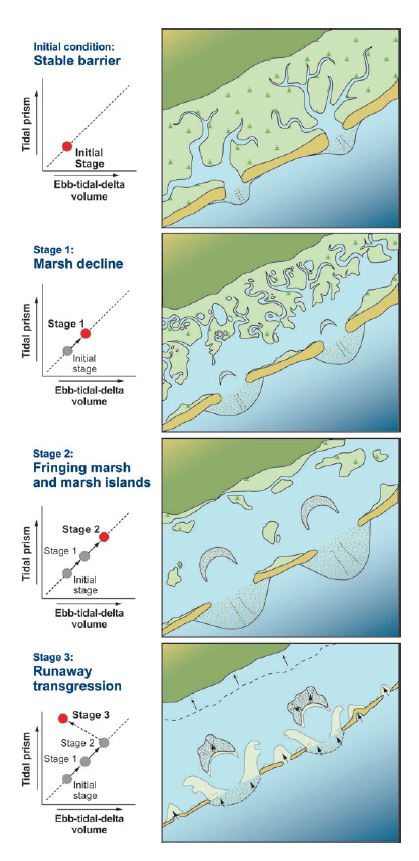 Initial condition:
Stable barrier
Tidal prism
Initial
Stage
Ebb-tidal-delta
volume
Stage 1:
Marsh decline
Tidal prism
Stage 1
Initial
stage
Ebb-tidal-delta
volume
Stage 2:
Fringing marsh
and marsh islands
Tidal prism
Stage 2
Stage 1
Initial
stage
Ebb-tidal-delta
volume
Stage 3:
Runaway
transgression
Tidal prism
Stage 3
Stage 2
Stage 1
Initial
stage
Ebb-tidal-delta
volume